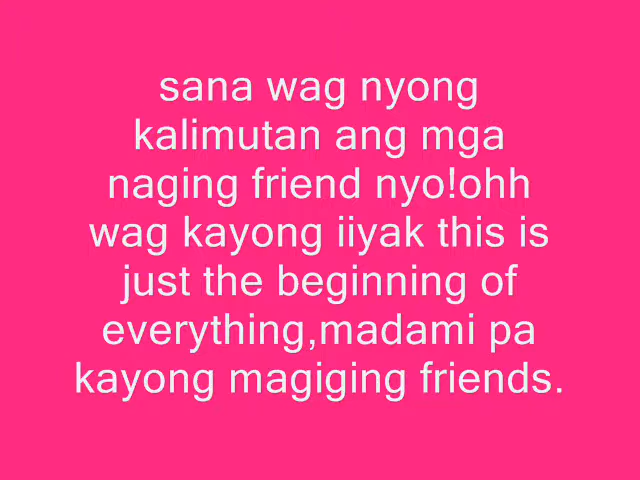 sana wag nyong
kalimutan ang mga
naging friend nyo!ohh
wag kayong iiyak this is
just the beginning of
everything,madami pa
kayong magiging friends.